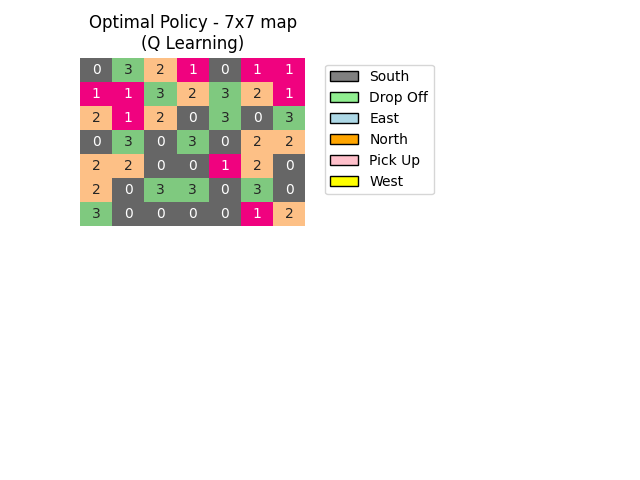 Optimal Policy - 7x7 map
(Q Learning)
0 3 2 1 0 1 1
1 1 3 2 3 2 1
2 1 2 0 3 0 3
0 3 0 3 0 2 2
2 2 0 0 1 2 0
2 0 3 3 0 3 0
3 0 0 0 0 1 2
South
Drop Off
East
North
Pick Up
West